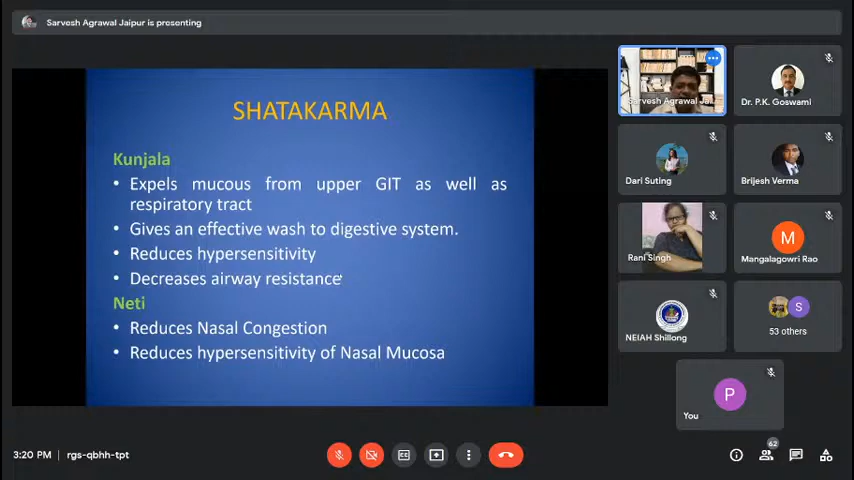 Sarvesh Agrawal Jaipur is presenting
SHATAKARMA
Kunjala
• Expels mucous from upper GIT as well as
respiratory tract
• Gives an effective wash to digestive system.
• Reduces hypersensitivity
• Decreases airway resistance
Neti
• Reduces Nasal Congestion
• Reduces hypersensitivity of Nasal Mucosa
Sarvesh Agrawal Jai...
Dr. P.K. Goswami
Dari Suting
Brijesh Verma
Rani Singh
M
Mangalagowri Rao
NEIAH Shillong
S
53 others
P
You
3:20 PM | rgs-qbhh-tpt
62